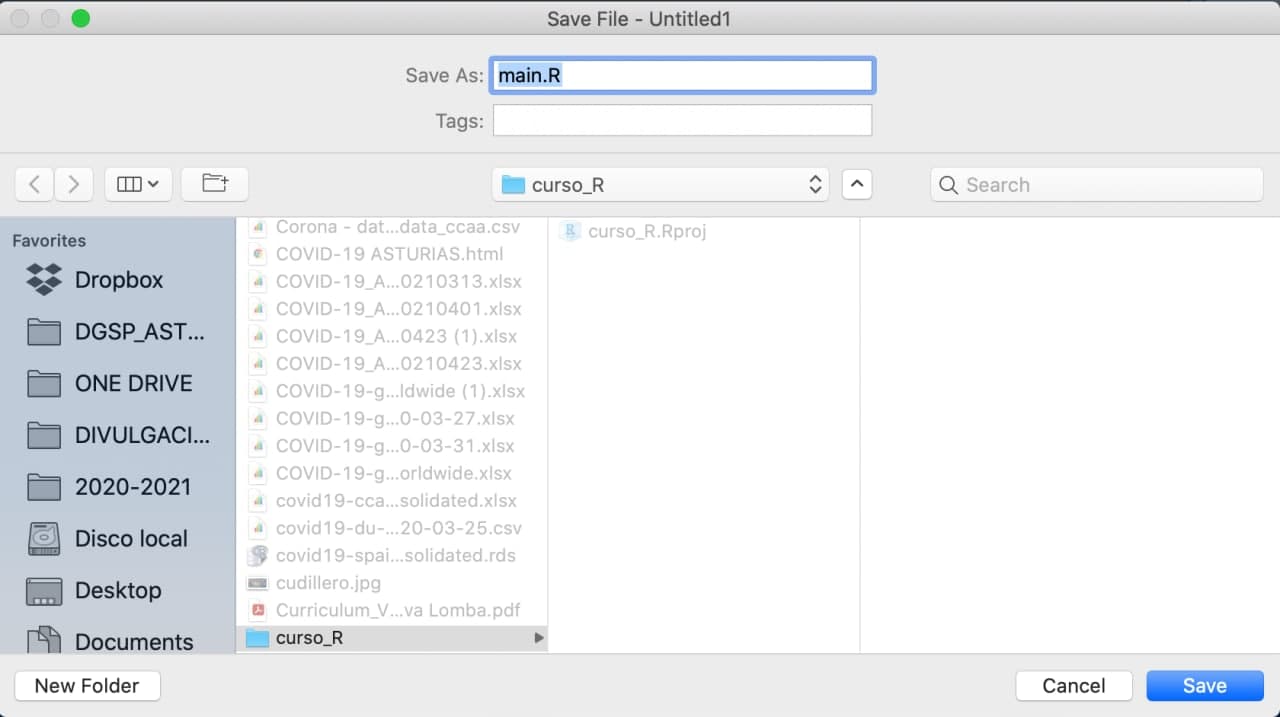 Save File - Untitled1
Save As: main.R
Tags:
curso_R
Search
Favorites
Dropbox
DGSP_AST...
ONE DRIVE
DIVULGACI...
2020-2021
Disco local
Desktop
Documents
Corona - dat...data_ccaa.csv
COVID-19 ASTURIAS.html
COVID-19_A...0210313.xlsx
COVID-19_A...0210401.xlsx
COVID-19_A...0423 (1).xlsx
COVID-19_A...0210423.xlsx
COVID-19-g...ldwide (1).xlsx
COVID-19-g...0-03-27.xlsx
COVID-19-g...0-03-31.xlsx
COVID-19-g...orldwide.xlsx
covid19-cca...solidated.xlsx
covid19-du-...20-03-25.csv
covid19-spai...solidated.rds
cudillero.jpg
Curriculum_V...va Lomba.pdf
curso_R
curso_R.Rproj
New Folder
Cancel
Save